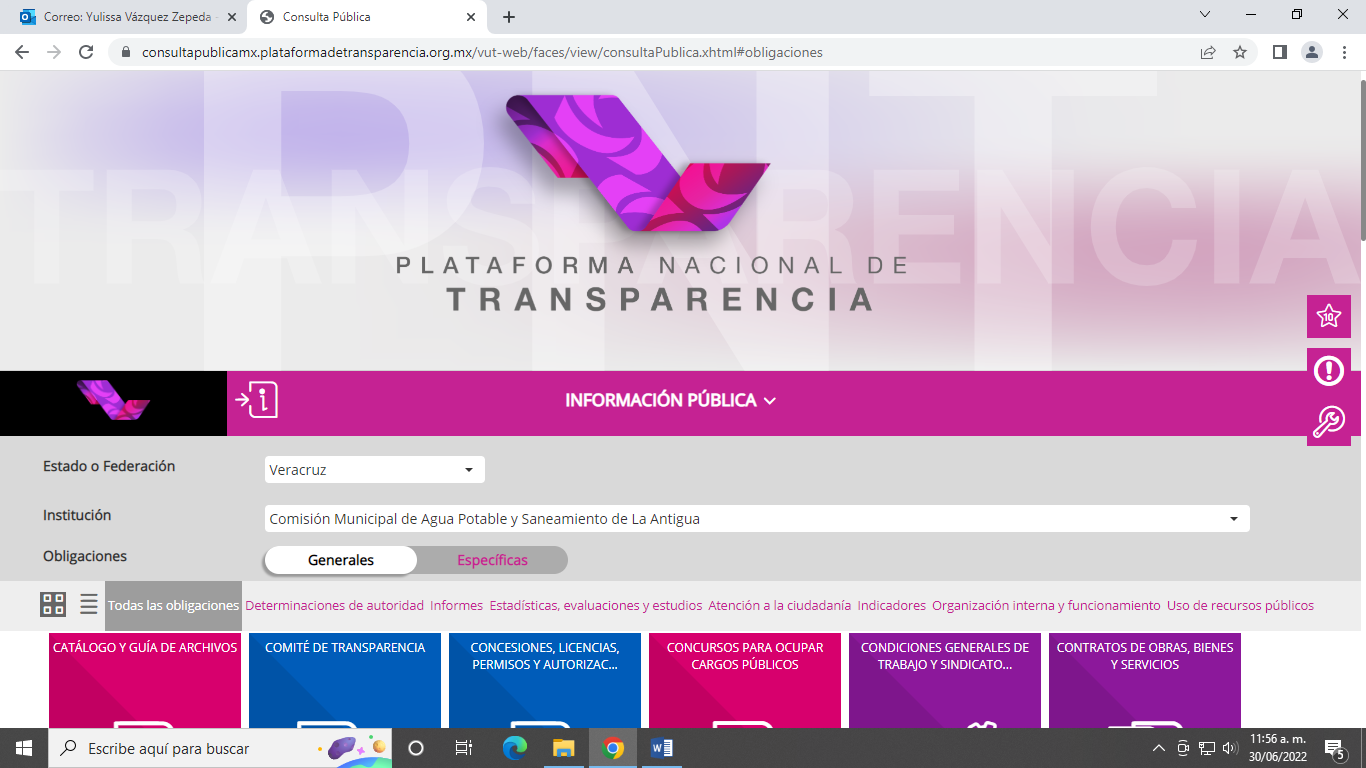 Correo: Yulissa Vázquez Zepeda
Consulta Pública
consultapublicamx.plataformadetransparencia.org.mx/vut-web/faces/view/consultaPublica.xhtml#obligaciones
PNT
TRANSPARENCIA
PLATAFORMA NACIONAL DE
TRANSPARENCIA
10
INFORMACIÓN PÚBLICA
Estado o Federación
Veracruz
Institución
Comisión Municipal de Agua Potable y Saneamiento de La Antigua
Obligaciones
Generales
Específicas
Todas las obligaciones Determinaciones de autoridad Informes Estadísticas, evaluaciones y estudios Atención a la ciudadanía Indicadores Organización interna y funcionamiento Uso de recursos públicos
CATÁLOGO Y GUÍA DE ARCHIVOS
COMITÉ DE TRANSPARENCIA
CONCESIONES, LICENCIAS,
PERMISOS Y AUTORIZAC...
CONCURSOS PARA OCUPAR
CARGOS PÚBLICOS
CONDICIONES GENERALES DE
TRABAJO Y SINDICATO...
CONTRATOS DE OBRAS, BIENES
Y SERVICIOS
Escribe aquí para buscar
11:56 a. m.
30/06/2022
5